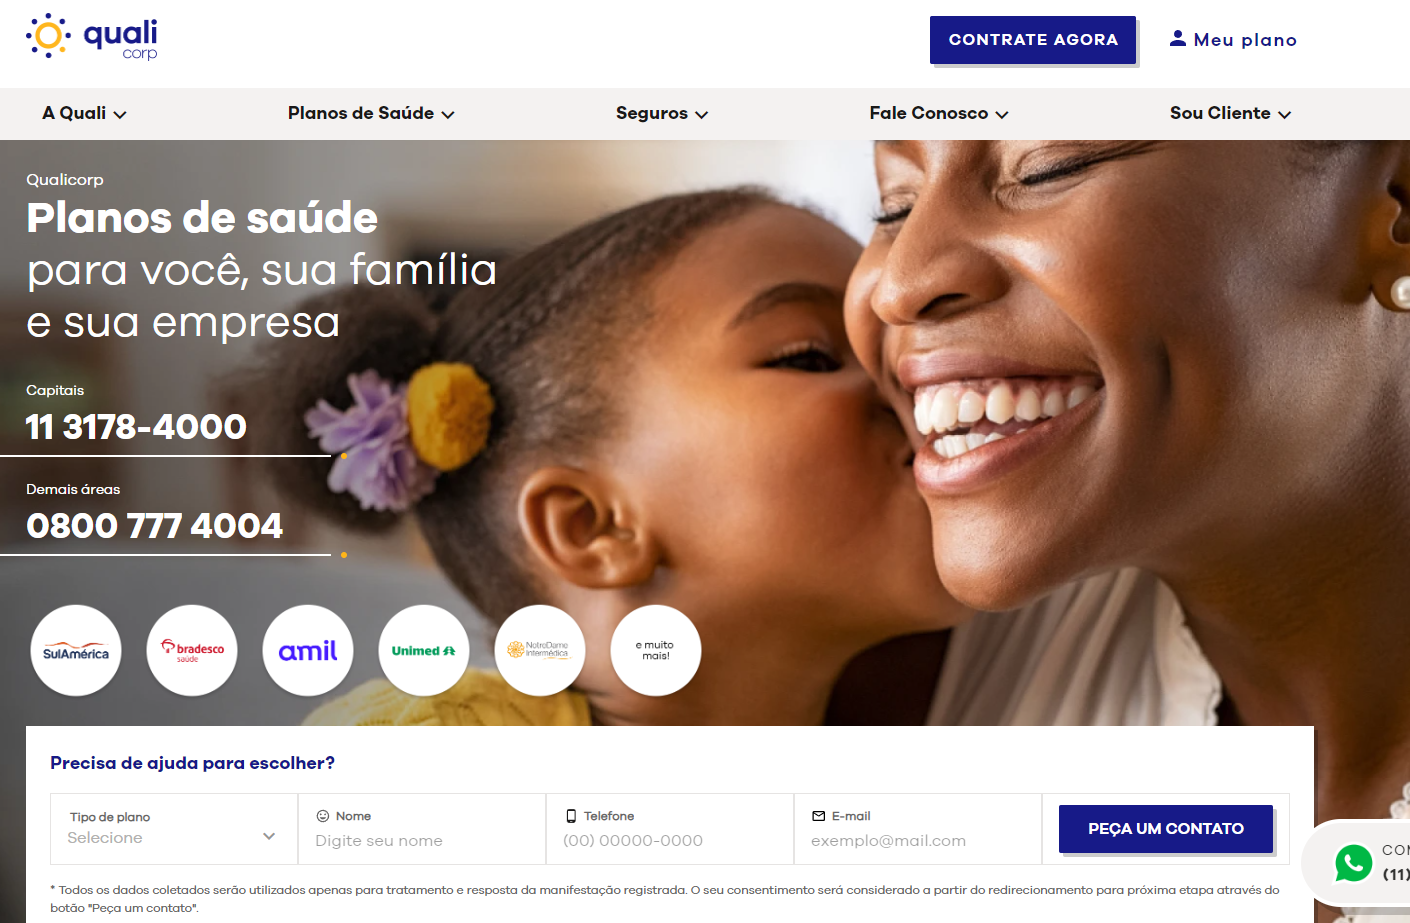 quali
corp
CONTRATE AGORA
Meu plano
A Quali
Planos de Saúde
Seguros
Fale Conosco
Sou Cliente
Qualicorp
Planos de saúde
para você, sua família
e sua empresa
Capitais
11 3178-4000
Demais áreas
0800 777 4004
SulAmérica
bradesco
saúde
amil
Unimed
NotreDame
Intermédica
e muito
mais!
Precisa de ajuda para escolher?
Tipo de plano
Selecione
Nome
Digite seu nome
Telefone
(00) 00000-0000
E-mail
exemplo@mail.com
PEÇA UM CONTATO
* Todos os dados coletados serão utilizados apenas para tratamento e resposta da manifestação registrada. O seu consentimento será considerado a partir do redirecionamento para próxima etapa através do
botão "Peça um contato".
(11)